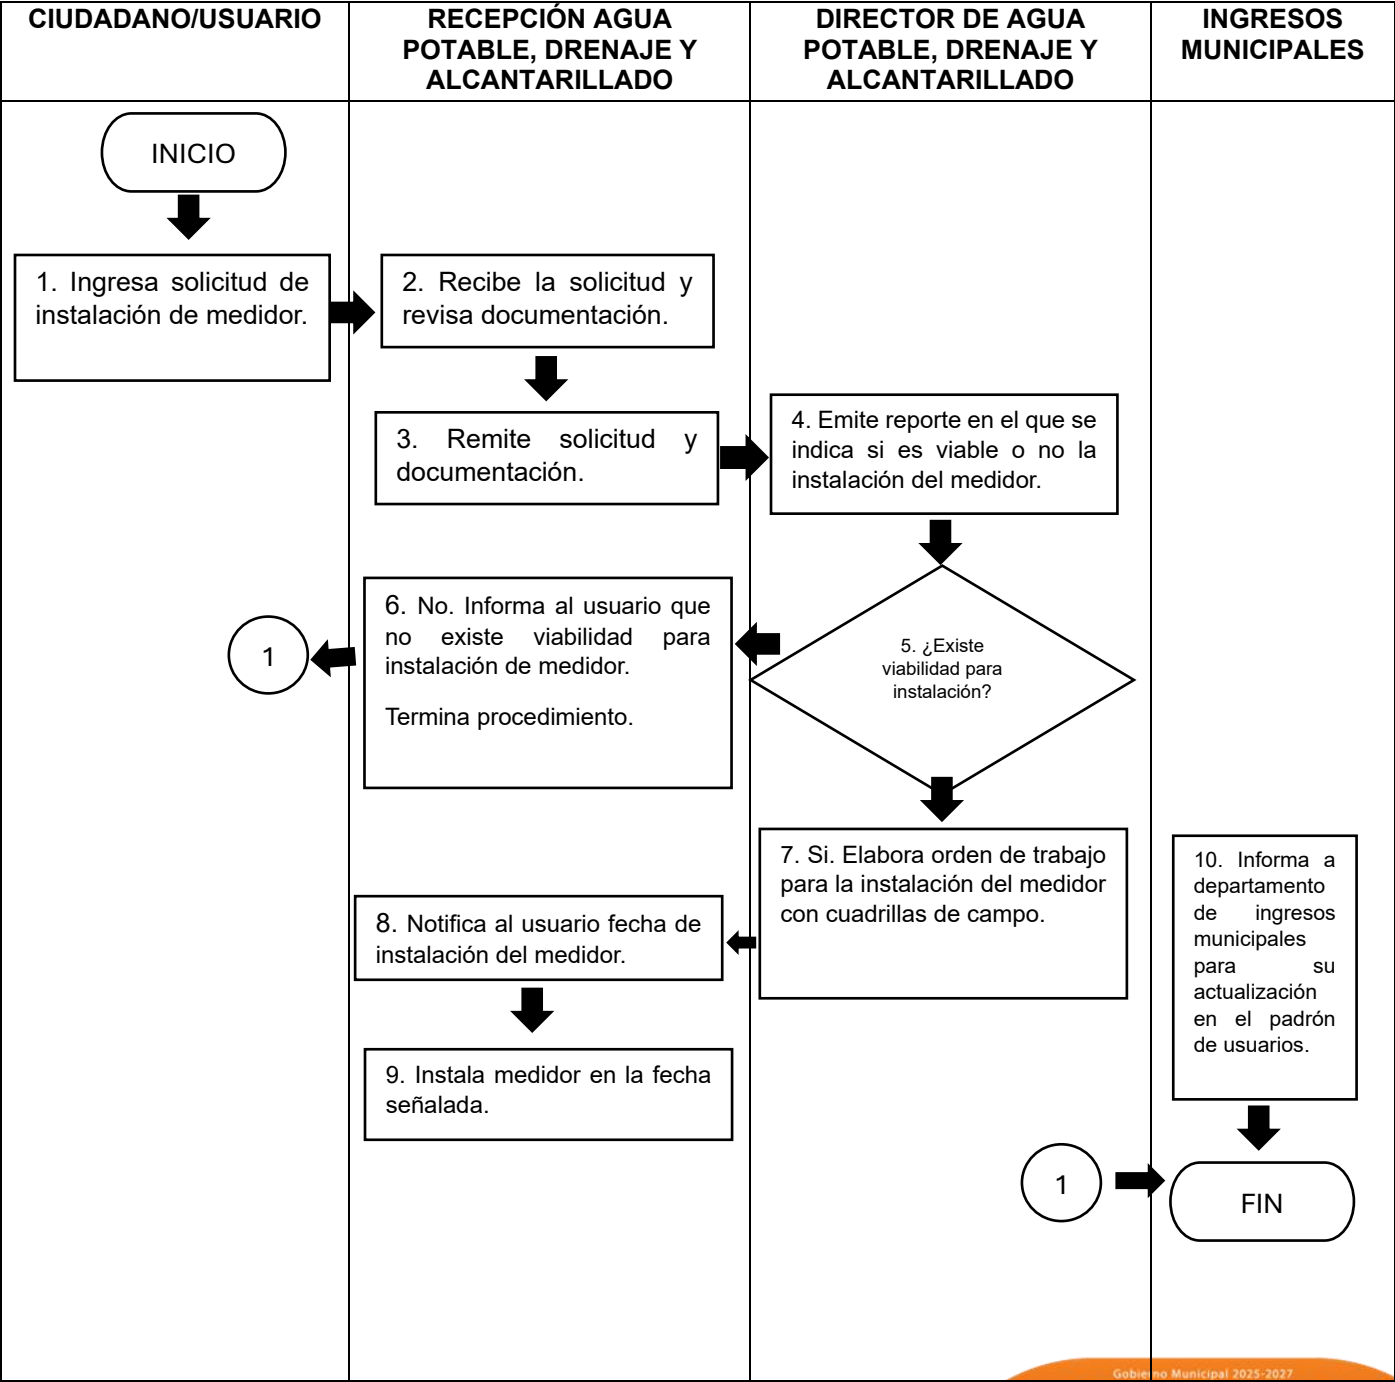 CIUDADANO/USUARIO
RECEPCIÓN AGUA
POTABLE, DRENAJE Y
ALCANTARILLADO
DIRECTOR DE AGUA
POTABLE, DRENAJE Y
ALCANTARILLADO
INGRESOS
MUNICIPALES
INICIO
1. Ingresa solicitud de
instalación de medidor.
2. Recibe la solicitud y
revisa documentación.
3. Remite solicitud y
documentación.
4. Emite reporte en el que se
indica si es viable o no la
instalación del medidor.
5. ¿Existe
viabilidad para
instalación?
6. No. Informa al usuario que
no existe viabilidad para
instalación de medidor.
Termina procedimiento.
1
7. Si. Elabora orden de trabajo
para la instalación del medidor
con cuadrillas de campo.
8. Notifica al usuario fecha de
instalación del medidor.
9. Instala medidor en la fecha
señalada.
10. Informa a
departamento
de ingresos
municipales
para su
actualización
en el padrón
de usuarios.
1
FIN
Gobierno Municipal 2025-2027